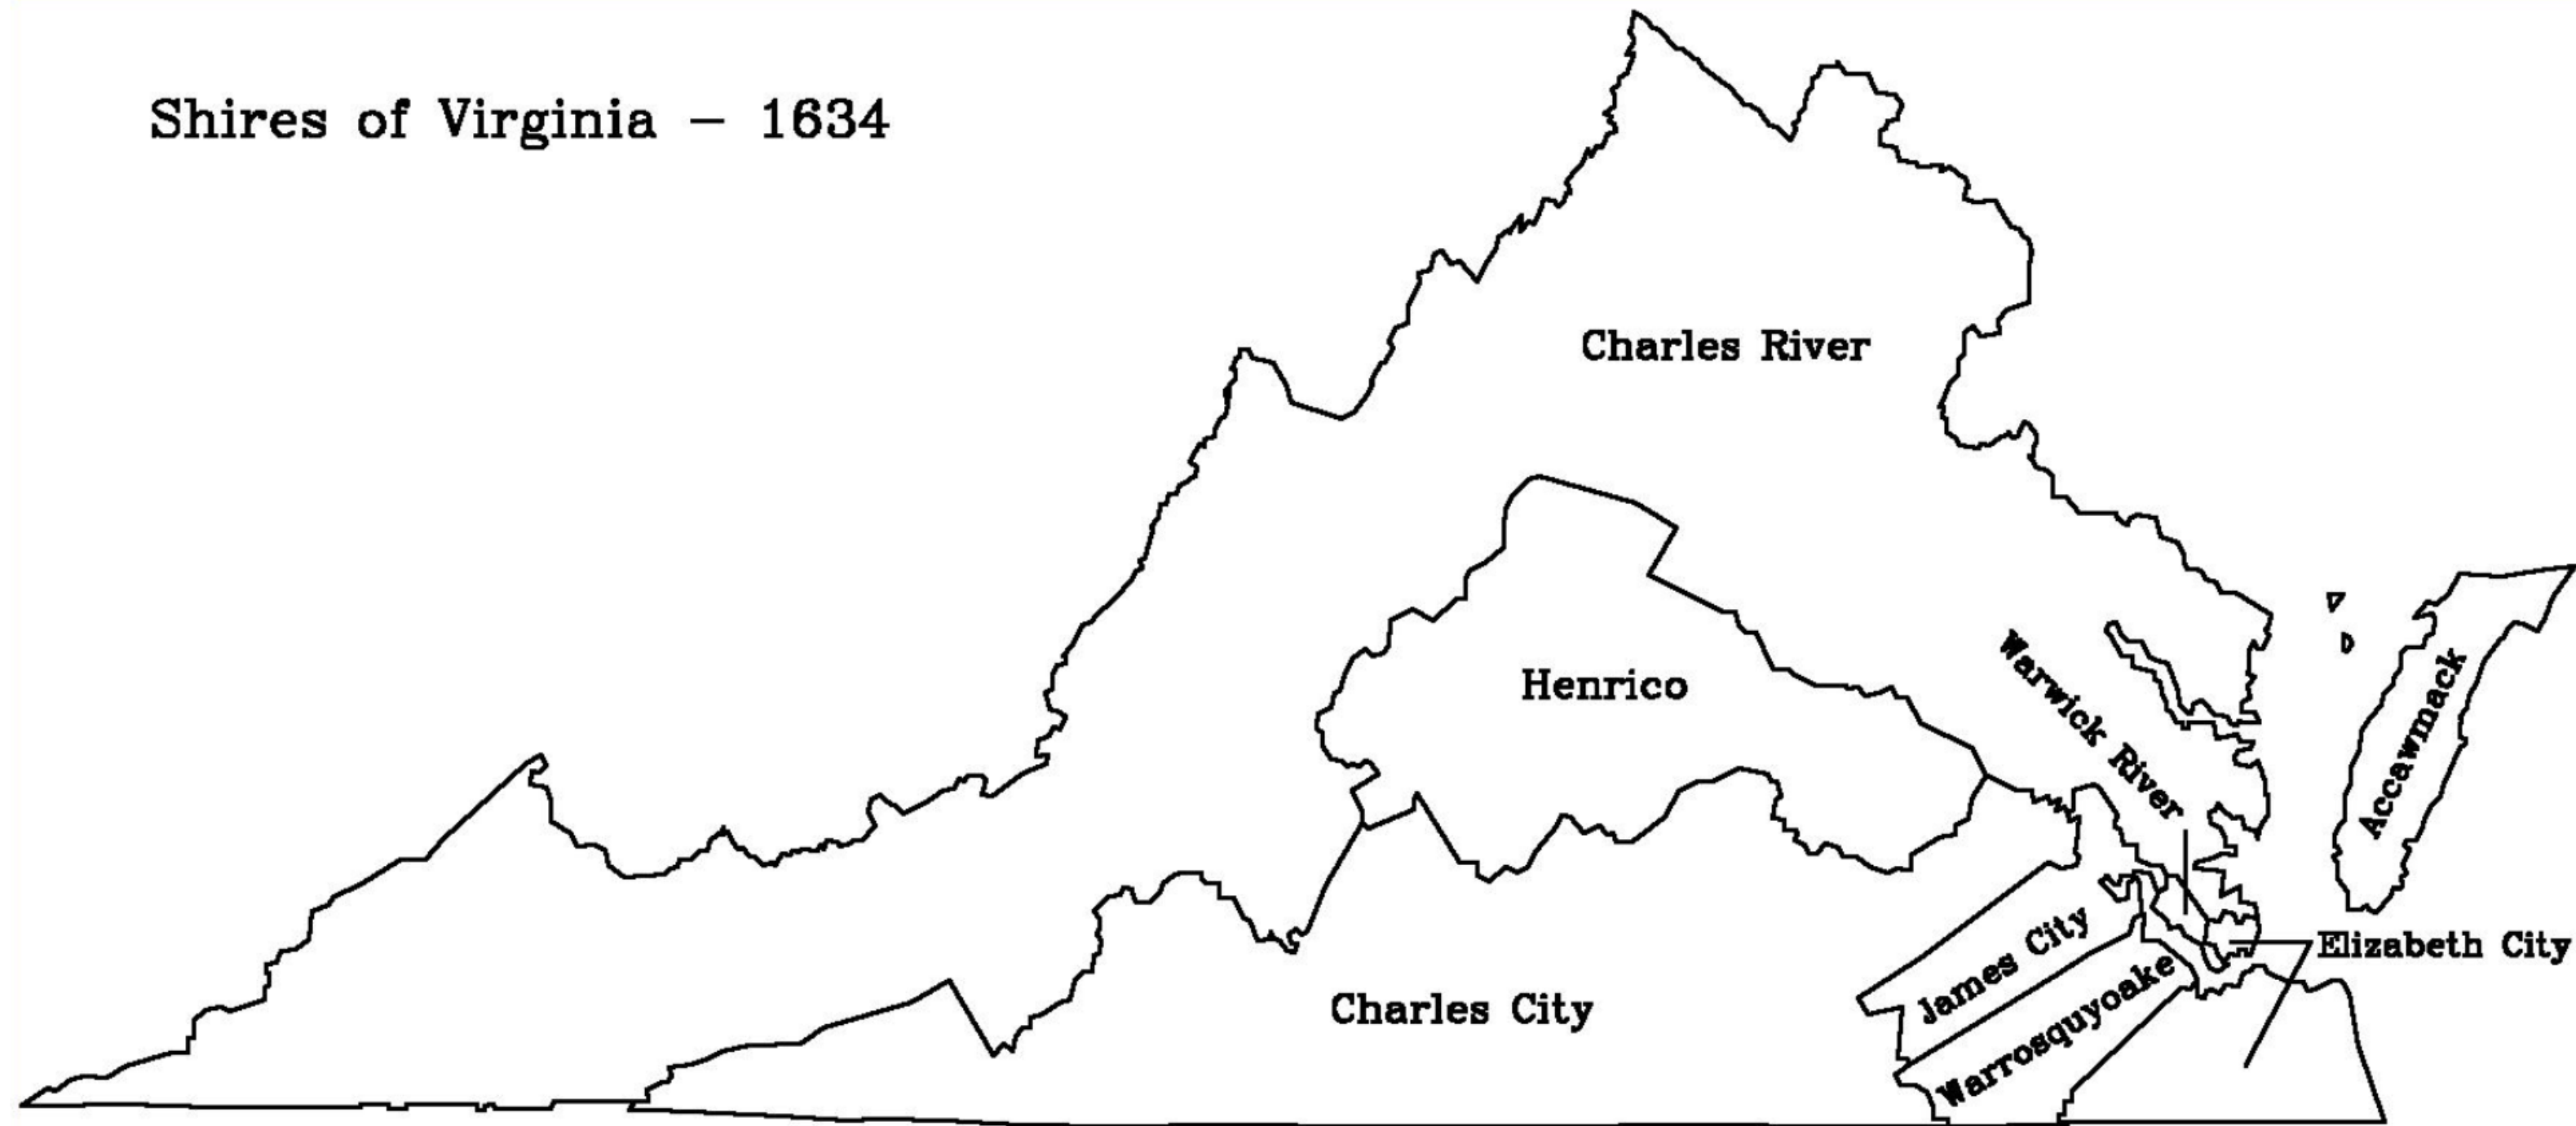 Shires of Virginia – 1634
Charles River
Henrico
Warwick River
Accawmack
Elizabeth City
James City
Warrosquyoake
Charles City